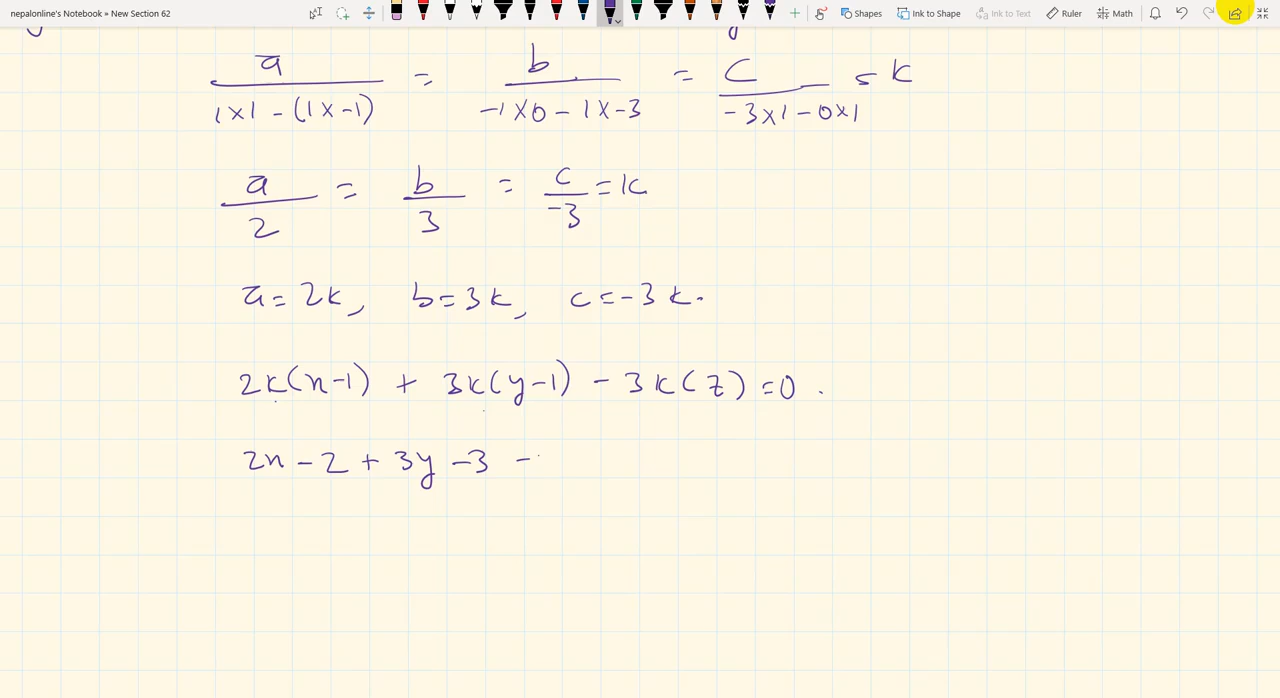 nepalonline's Notebook » New Section 62
Shapes Ink to Shape Ink to Text Ruler Math
a/(1×1-(1×-1)) = b/(-1×0-1×-3) = c/(-3×1-0×1) = k
a/2 = b/3 = c/-3 = k
a=2k, b=3k, c=-3k.
2k(x-1) + 3k(y-1) - 3k(z) =0.
2x-2+3y-3 -